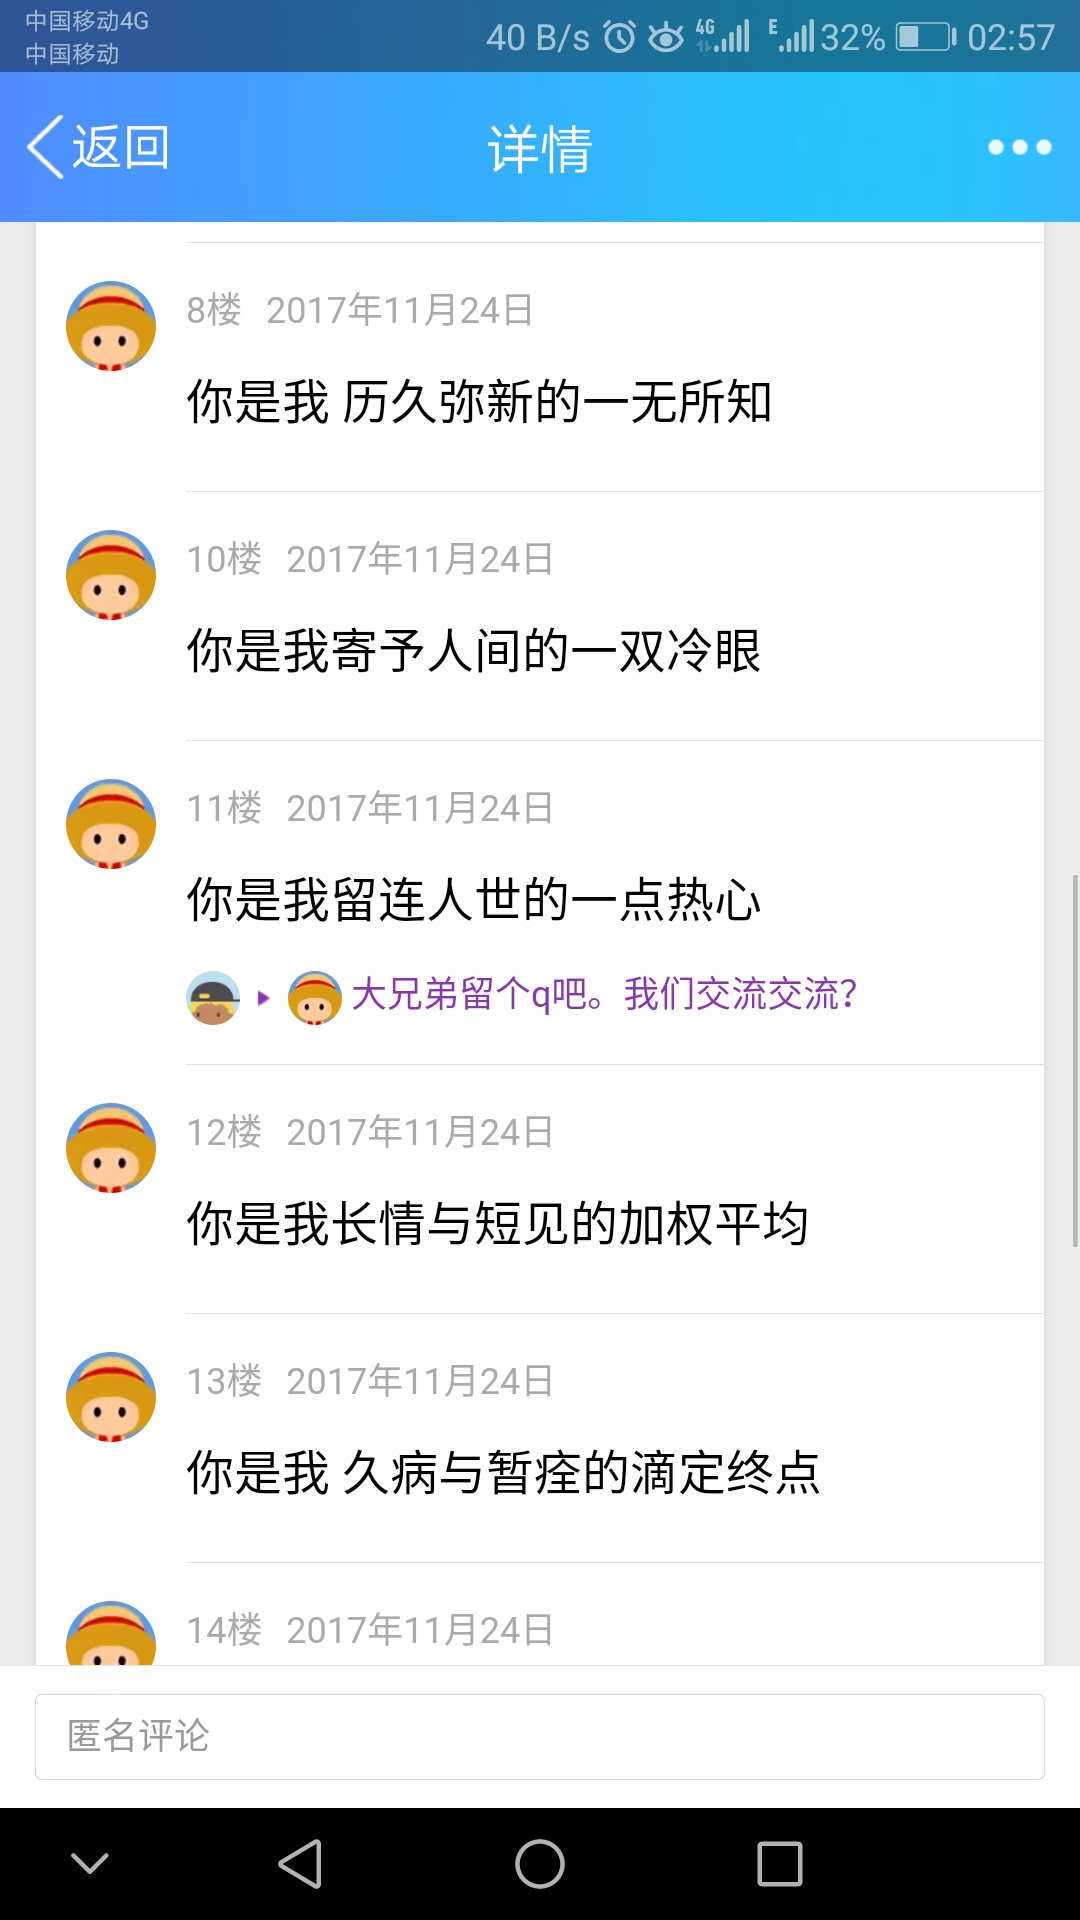 中国移动4G
中国移动
40 B/s 4G E 32% 02:57
返回 详情
8楼 2017年11月24日
你是我 历久弥新的一无所知
10楼 2017年11月24日
你是我寄予人间的一双冷眼
11楼 2017年11月24日
你是我留连人世的一点热心
大兄弟留个q吧。我们交流交流？
12楼 2017年11月24日
你是我长情与短见的加权平均
13楼 2017年11月24日
你是我 久病与暂痊的滴定终点
14楼 2017年11月24日
匿名评论